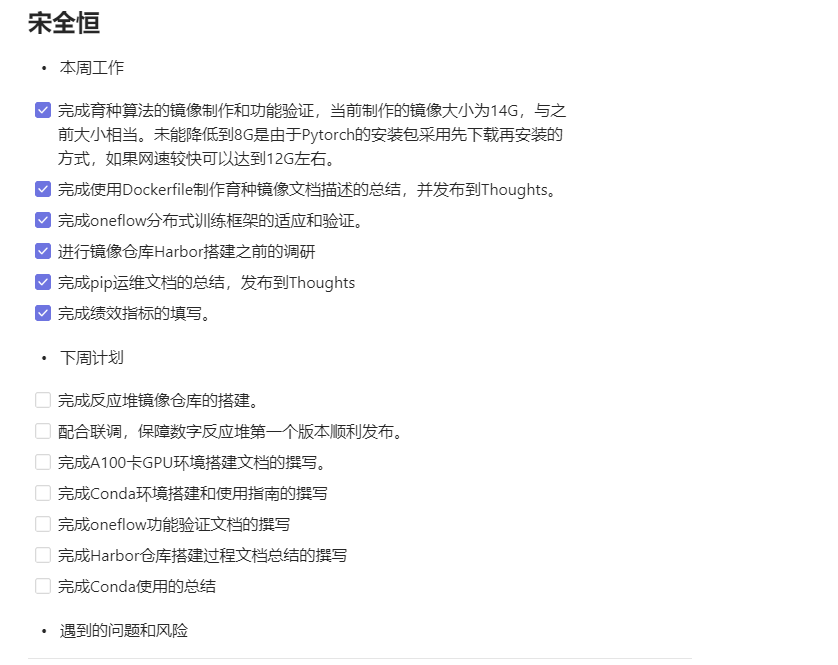 宋全恒
• 本周工作
完成育种算法的镜像制作和功能验证，当前制作的镜像大小为14G，与之
前大小相当。未能降低到8G是由于Pytorch的安装包采用先下载再安装的
方式，如果网速较快可以达到12G左右。
完成使用Dockerfile制作育种镜像文档描述的总结，并发布到Thoughts。
完成oneflow分布式训练框架的适应和验证。
进行镜像仓库Harbor搭建之前的调研
完成pip运维文档的总结，发布到Thoughts
完成绩效指标的填写。
• 下周计划
完成反应堆镜像仓库的搭建。
配合联调，保障数字反应堆第一个版本顺利发布。
完成A100卡GPU环境搭建文档的撰写。
完成Conda环境搭建和使用指南的撰写
完成oneflow功能验证文档的撰写
完成Harbor仓库搭建过程文档总结的撰写
完成Conda使用的总结
• 遇到的问题和风险